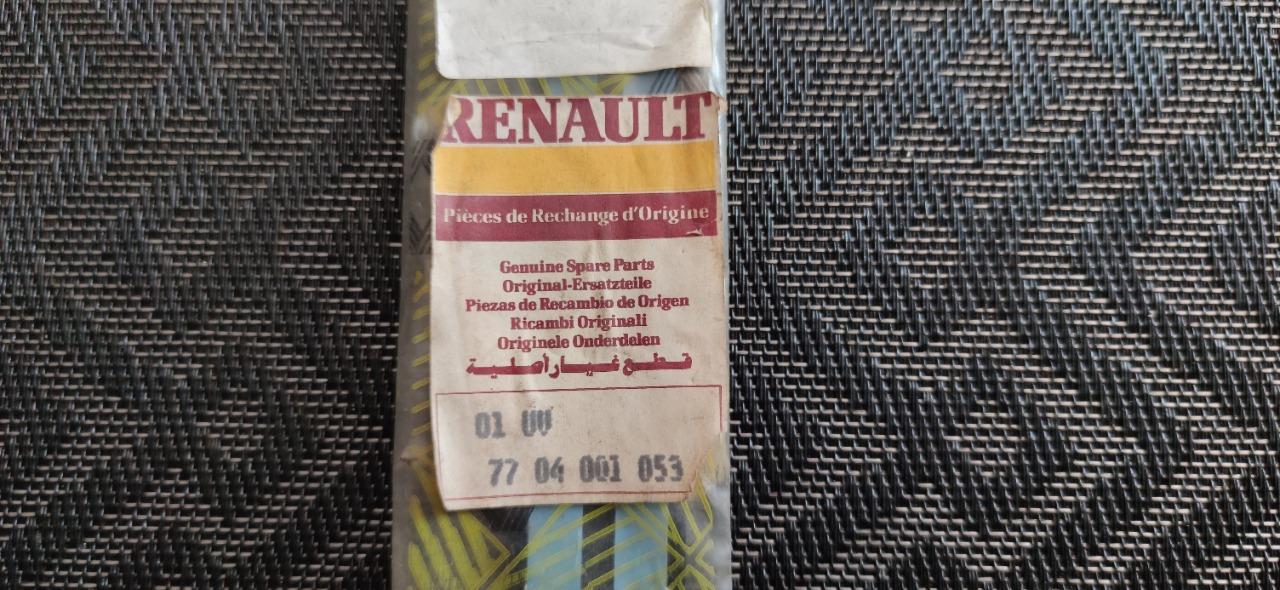 RENAULT
Pièces de Rechange d'Origine
Genuine Spare Parts
Original-Ersatzteile
Piezas de Recambio de Origen
Ricambi Originali
Originele Onderdelen
قطع غيار أصلية
01 UV
77 04 001 053